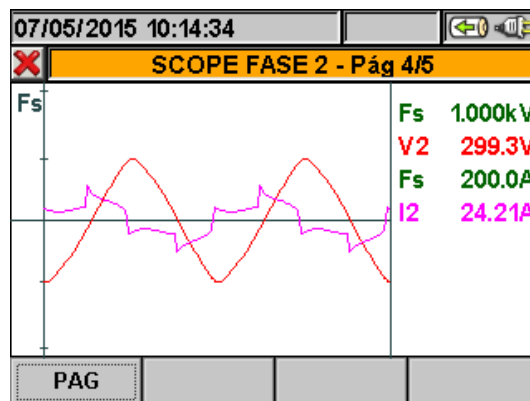 07/05/2015 10:14:34
SCOPE FASE 2 - Pág 4/5
Fs
Fs 1.000kV
V2 299.3V
Fs 200.0A
I2 24.21A
PAG